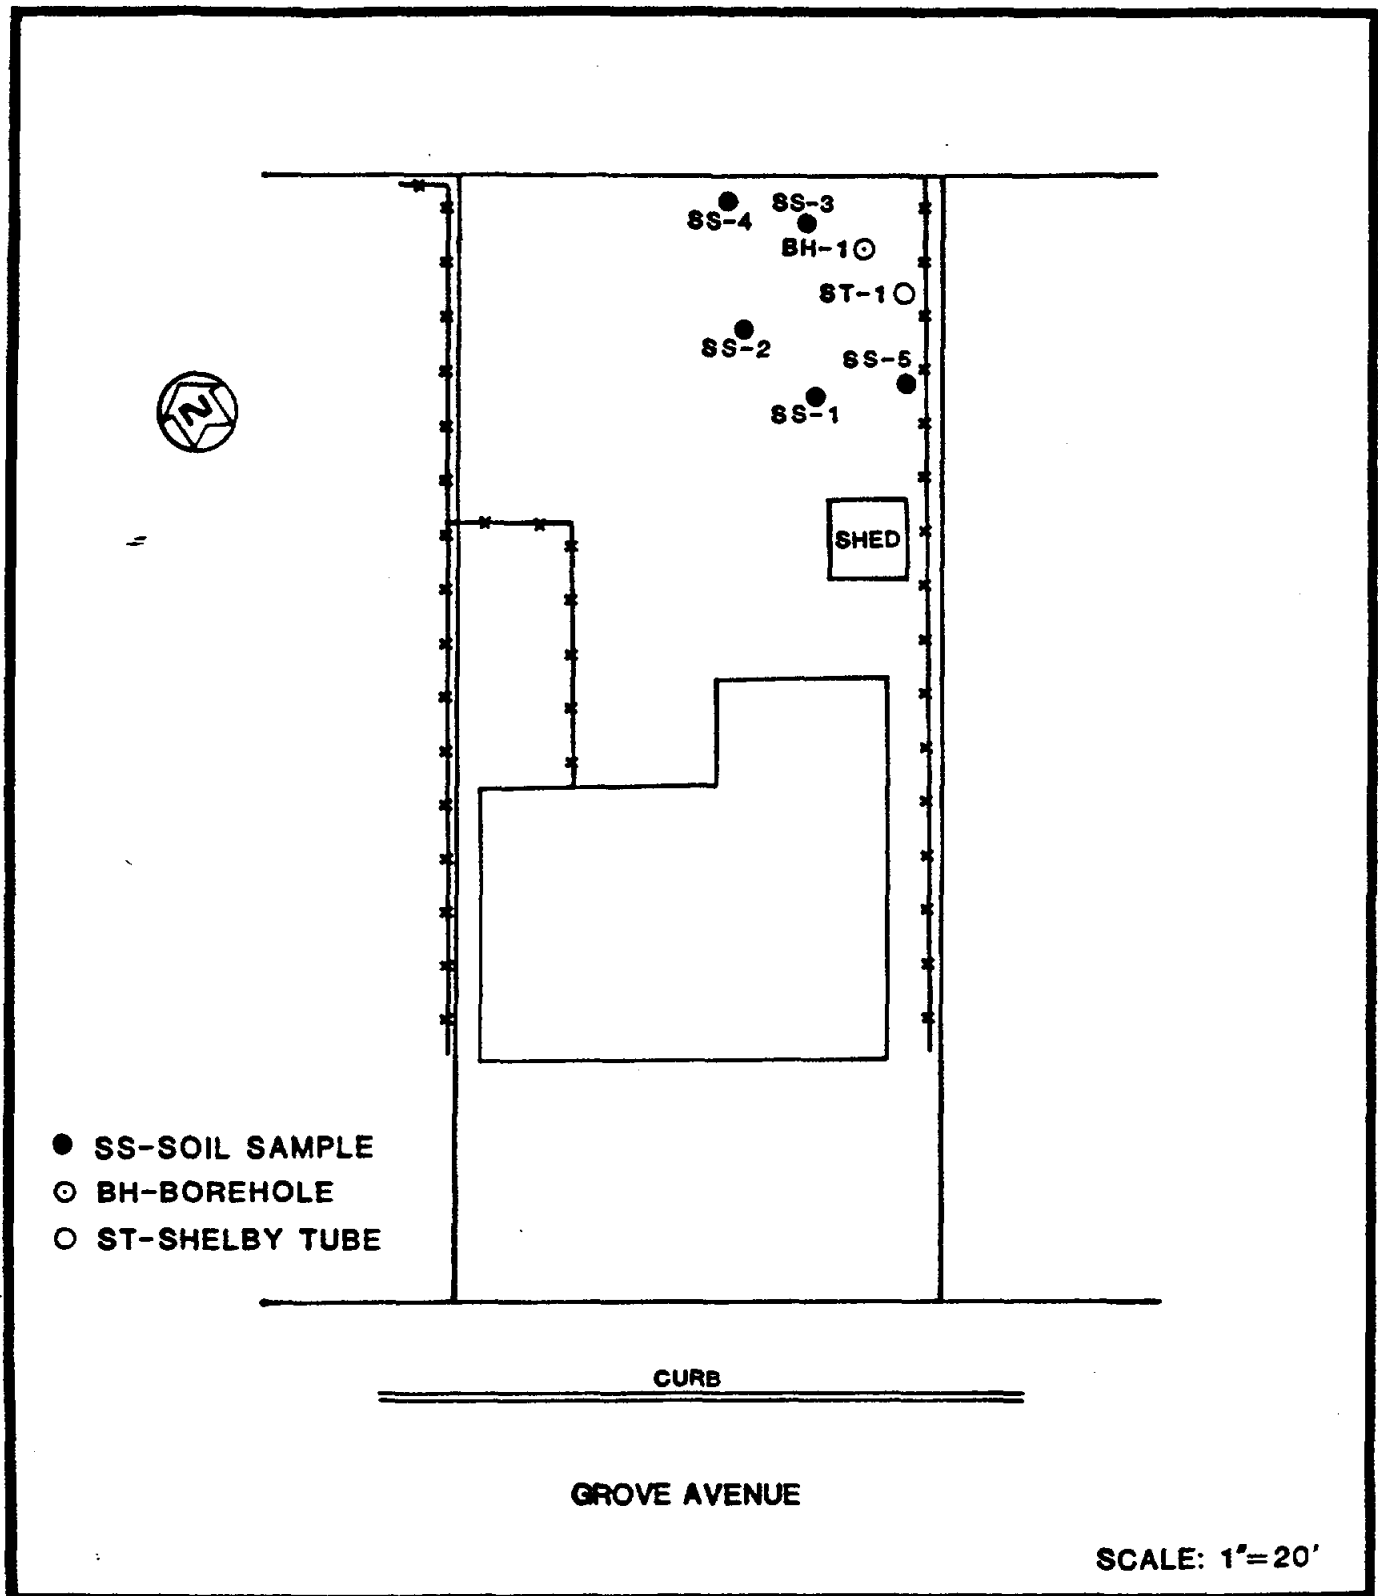 SS-4
SS-3
BH-1
ST-1
SS-2
SS-5
SS-1
N
SHED
SS-SOIL SAMPLE
BH-BOREHOLE
ST-SHELBY TUBE
CURB
GROVE AVENUE
SCALE: 1"=20'